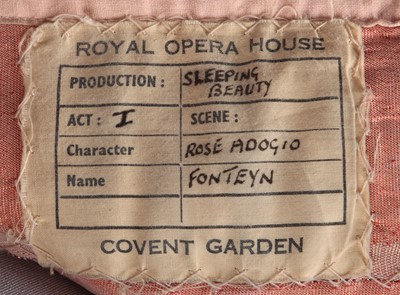 ROYAL OPERA HOUSE
PRODUCTION: SLEEPING BEAUTY
ACT: I SCENE:
Character ROSE ADOGIO
Name FONTEYN
COVENT GARDEN